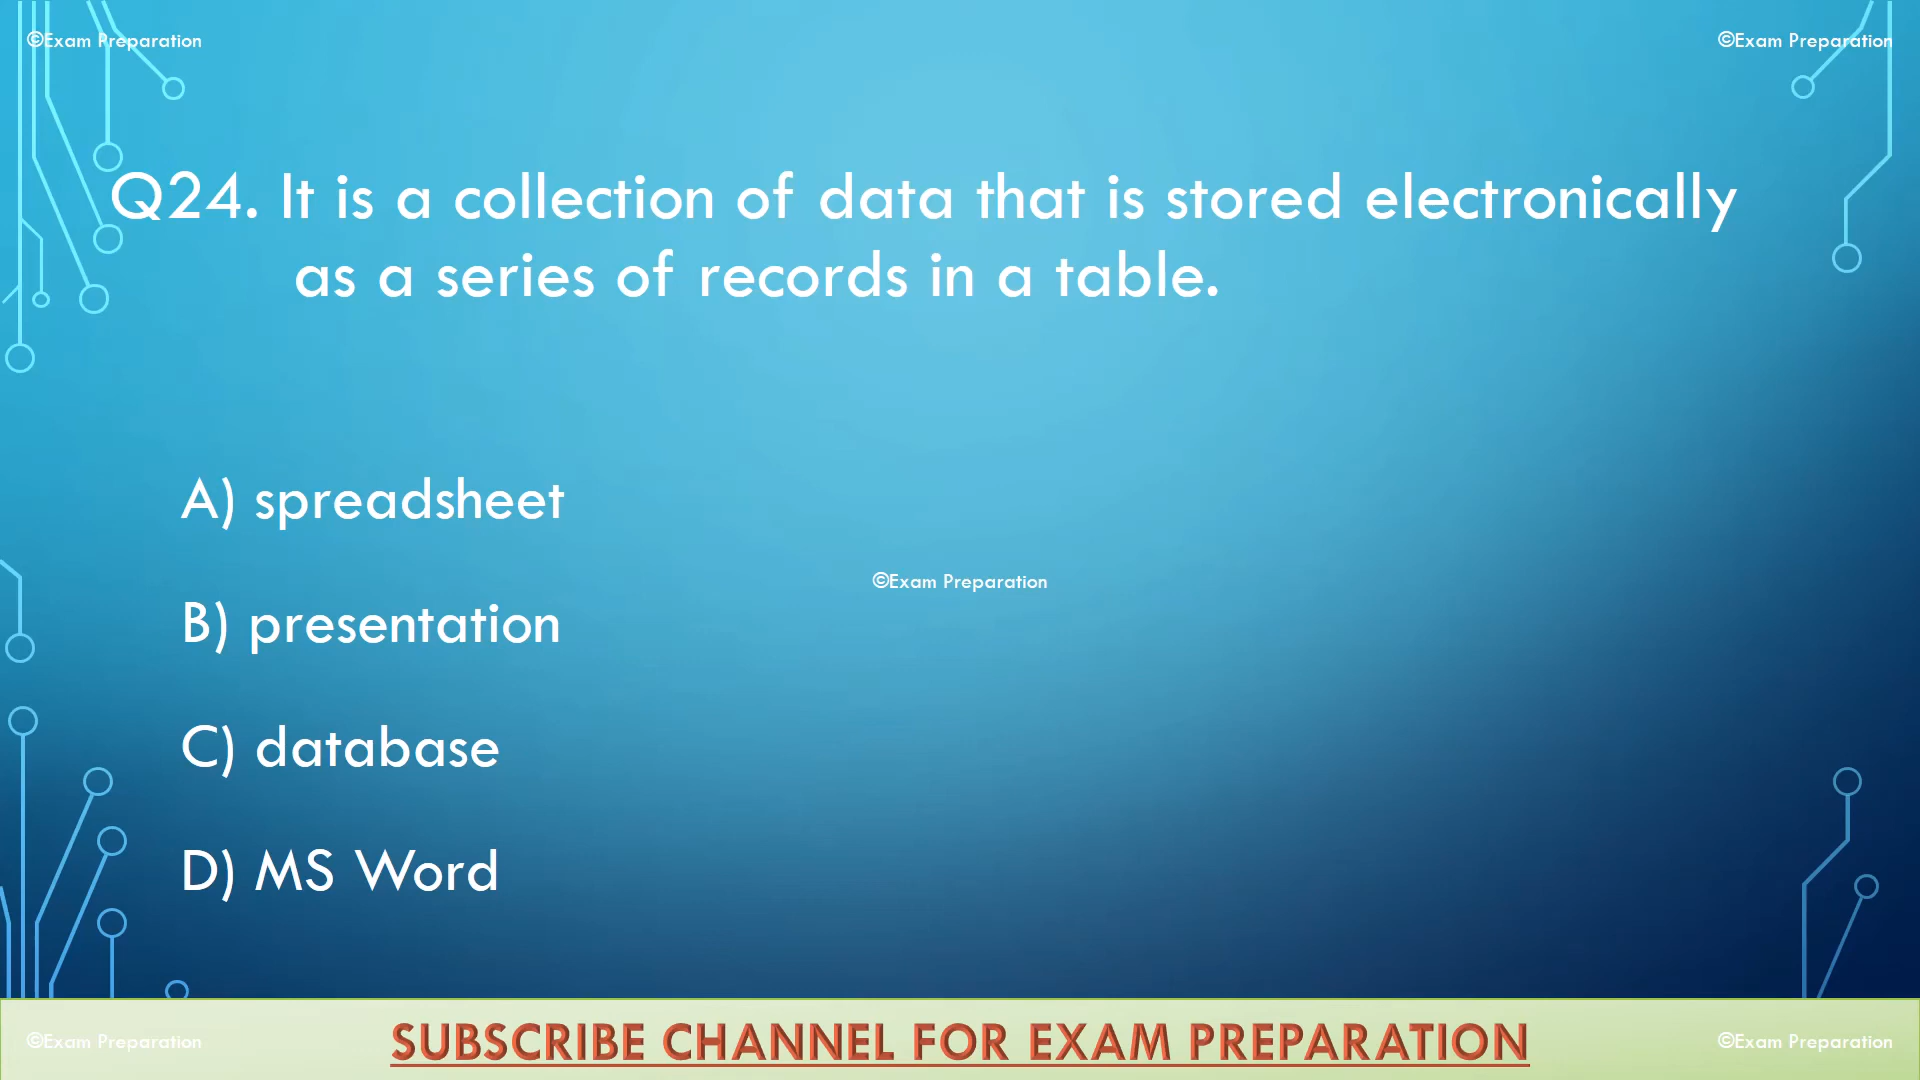 ©Exam Preparation
©Exam Preparation
Q24. It is a collection of data that is stored electronically
as a series of records in a table.
A) spreadsheet
©Exam Preparation
B) presentation
C) database
D) MS Word
©Exam Preparation
SUBSCRIBE CHANNEL FOR EXAM PREPARATION
©Exam Preparation